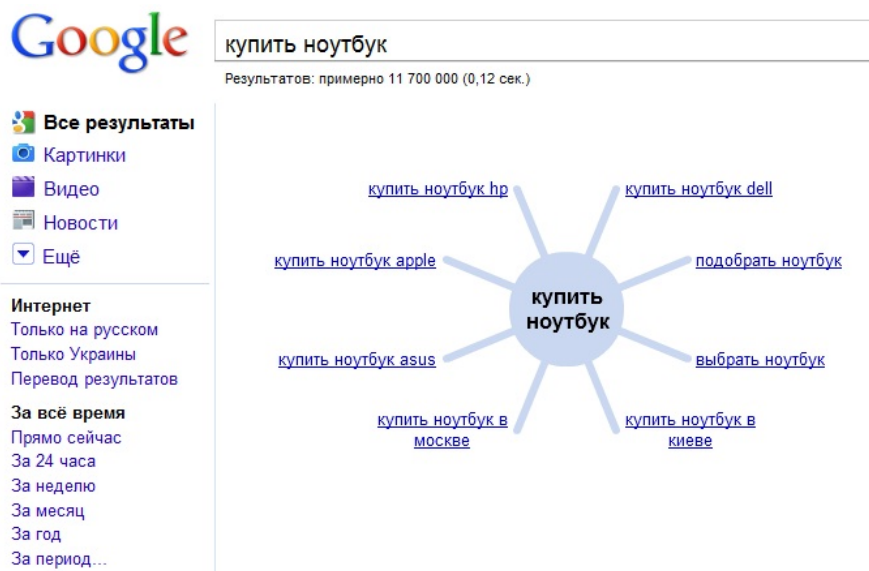 Google
купить ноутбук
Результатов: примерно 11 700 000 (0,12 сек.)
Все результаты
Картинки
Видео
Новости
Ещё
Интернет
Только на русском
Только Украины
Перевод результатов
За всё время
Прямо сейчас
За 24 часа
За неделю
За месяц
За год
За период...
купить ноутбук hp
купить ноутбук dell
купить ноутбук apple
подобрать ноутбук
купить
ноутбук
купить ноутбук asus
выбрать ноутбук
купить ноутбук в
москве
купить ноутбук в
киеве